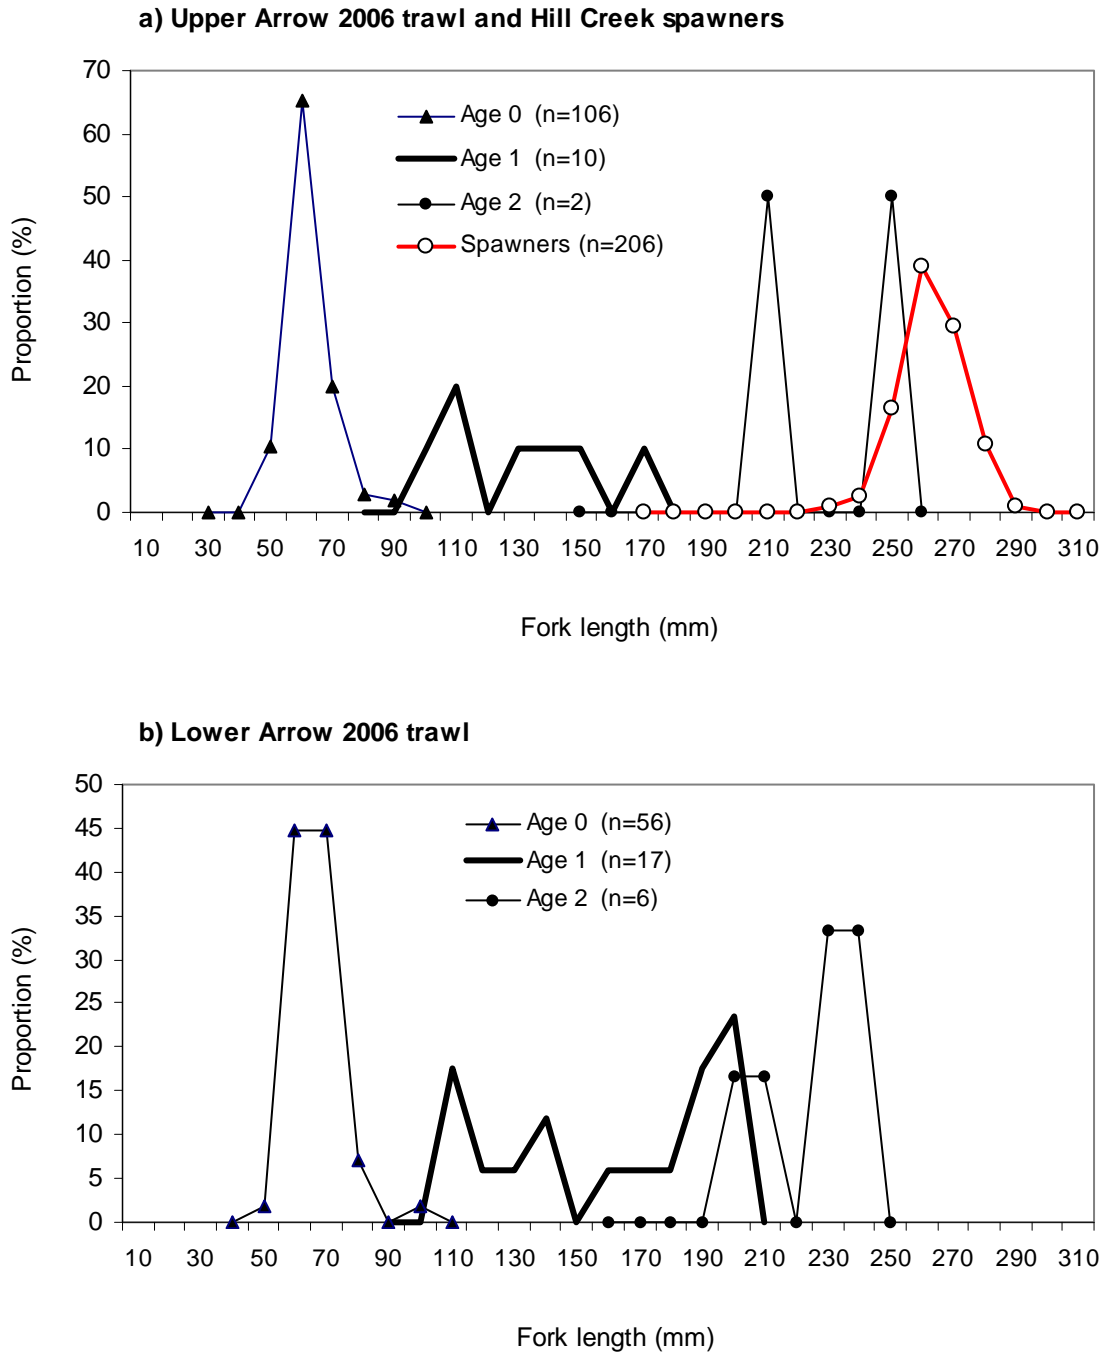 a) Upper Arrow 2006 trawl and Hill Creek spawners
70
60
50
40
30
20
10
0
Proportion (%)
Age 0 (n=106)
Age 1 (n=10)
Age 2 (n=2)
Spawners (n=206)
10 30 50 70 90 110 130 150 170 190 210 230 250 270 290 310
Fork length (mm)
b) Lower Arrow 2006 trawl
50
45
40
35
30
25
20
15
10
5
0
Proportion (%)
Age 0 (n=56)
Age 1 (n=17)
Age 2 (n=6)
10 30 50 70 90 110 130 150 170 190 210 230 250 270 290 310
Fork length (mm)